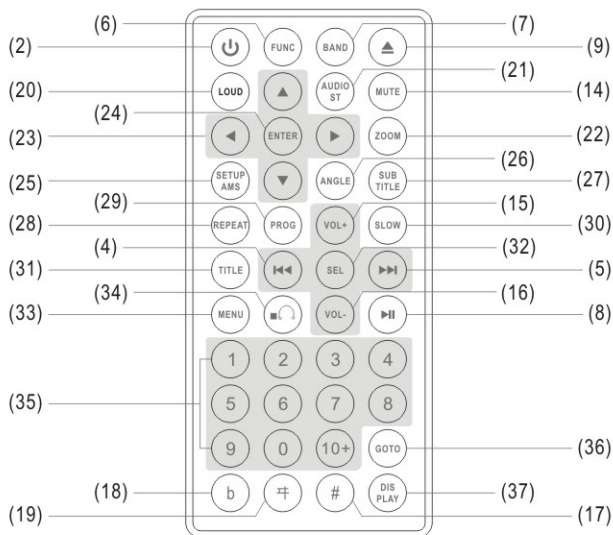 (6) (7)
(2) FUNC BAND (9)
(21)
(20) LOUD AUDIO ST MUTE (14)
(24)
(23) ENTER ZOOM (22)
(26)
(25) SETUP AMS ANGLE SUB TITLE (27)
(29) (15)
(28) REPEAT PROG VOL+ SLOW (30)
(4) (32)
(31) TITLE SEL (5)
(34) (16)
(33) MENU VOL- (8)
1 2 3 4
(35) 5 6 7 8
9 0 10+ GOTO (36)
(18) b # DIS PLAY (37)
(19) (17)